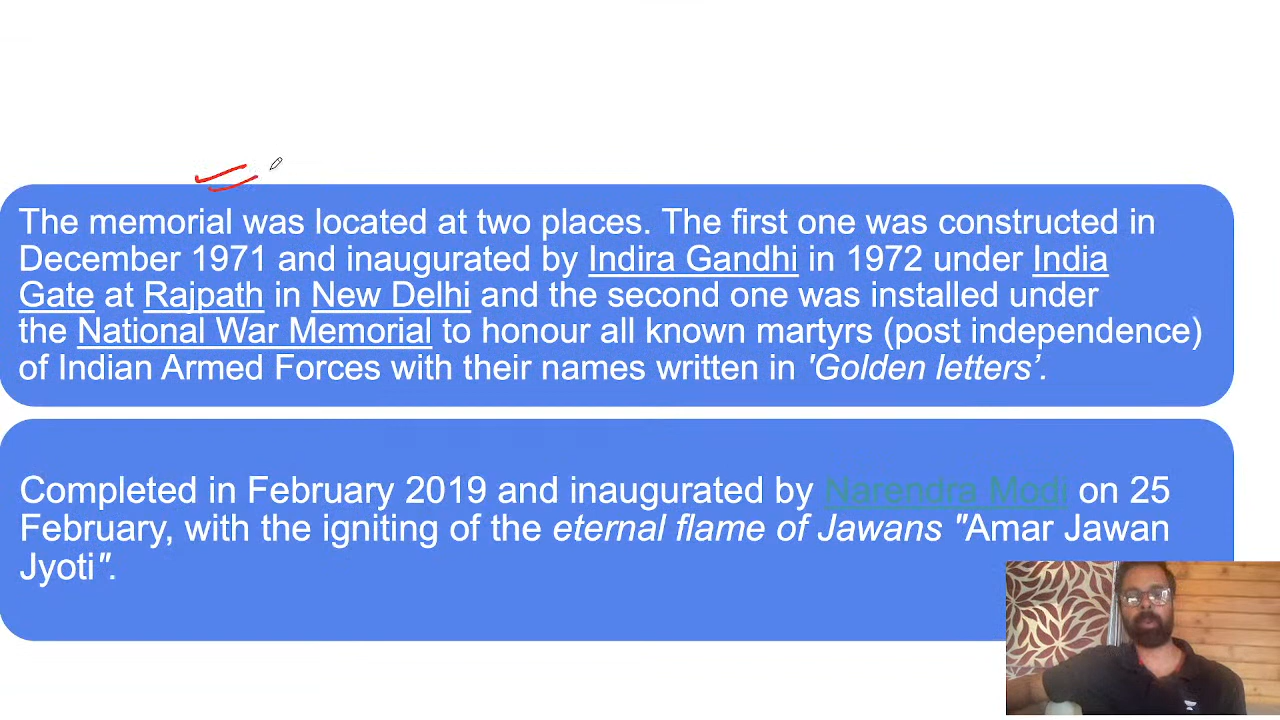 The memorial was located at two places. The first one was constructed in
December 1971 and inaugurated by Indira Gandhi in 1972 under India
Gate at Rajpath in New Delhi and the second one was installed under
the National War Memorial to honour all known martyrs (post independence)
of Indian Armed Forces with their names written in 'Golden letters’.
Completed in February 2019 and inaugurated by Narendra Modi on 25
February, with the igniting of the eternal flame of Jawans "Amar Jawan
Jyoti".